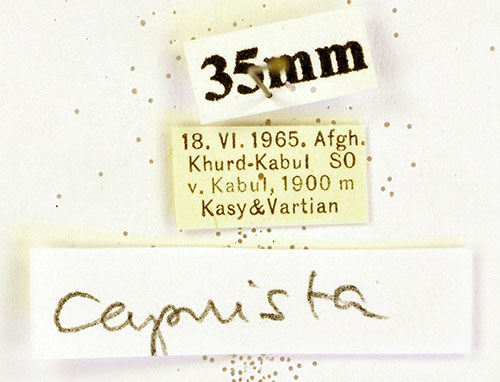 35mm
18. VI. 1965. Afgh.
Khurd-Kabul SO
v. Kabul, 1900 m
Kasy&Vartian